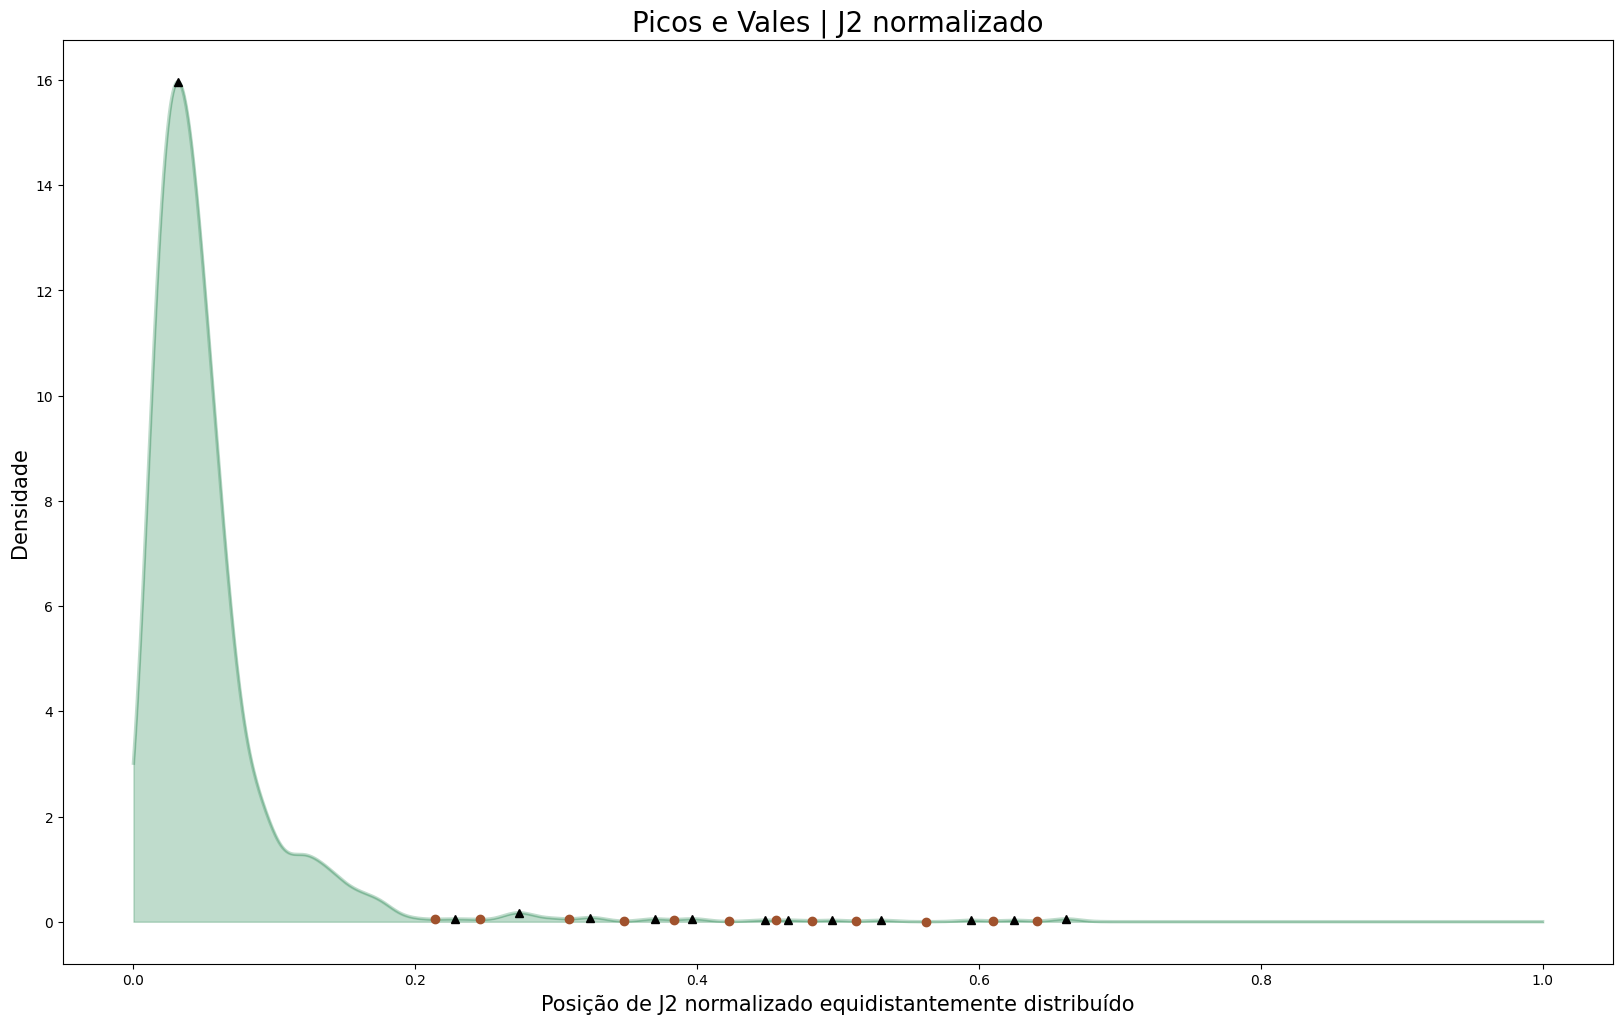 Picos e Vales | J2 normalizado
Densidade
16
14
12
10
8
6
4
2
0
0.0 0.2 0.4 0.6 0.8 1.0
Posição de J2 normalizado equidistantemente distribuído